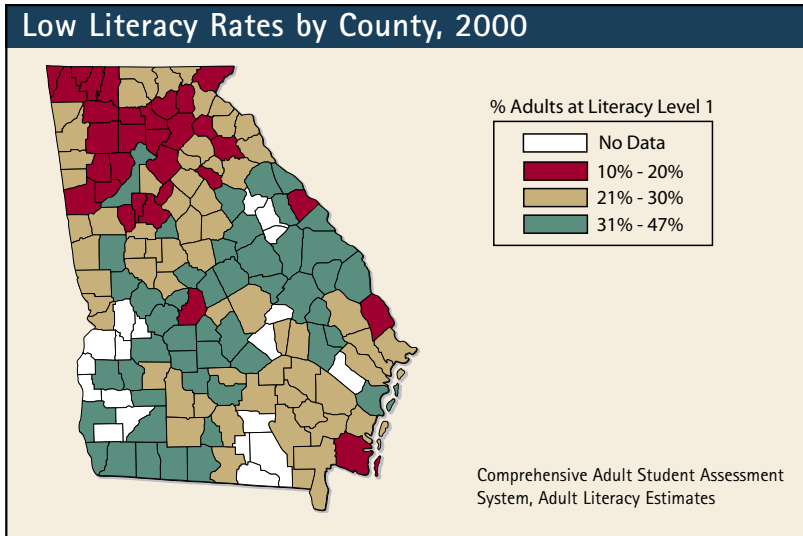 Low Literacy Rates by County, 2000
% Adults at Literacy Level 1
No Data
10% - 20%
21% - 30%
31% - 47%
Comprehensive Adult Student Assessment
System, Adult Literacy Estimates